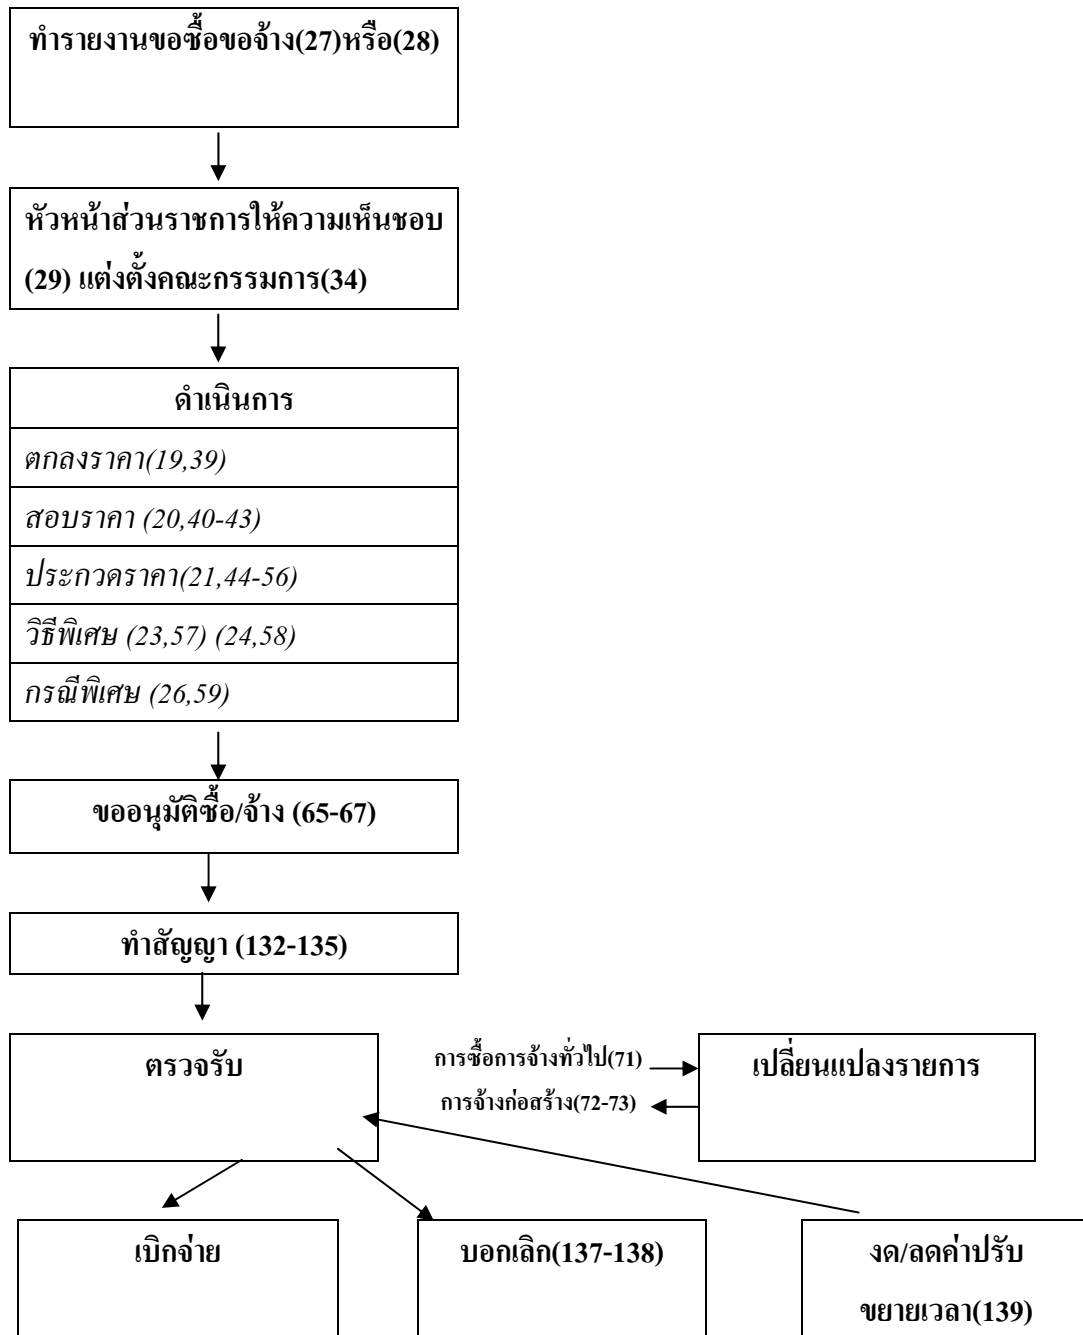 ทำรายงานขอซื้อขอจ้าง(27)หรือ(28)
หัวหน้าส่วนราชการให้ความเห็นชอบ
(29) แต่งตั้งคณะกรรมการ(34)
ดำเนินการ
ตกลงราคา(19,39)
สอบราคา (20,40-43)
ประกวดราคา(21,44-56)
วิธีพิเศษ (23,57) (24,58)
กรณีพิเศษ (26,59)
ขออนุมัติซื้อ/จ้าง (65-67)
ทำสัญญา (132-135)
ตรวจรับ
การซื้อการจ้างทั่วไป(71)
การจ้างก่อสร้าง(72-73)
เปลี่ยนแปลงรายการ
เบิกจ่าย
บอกเลิก(137-138)
งด/ลดค่าปรับ
ขยายเวลา(139)